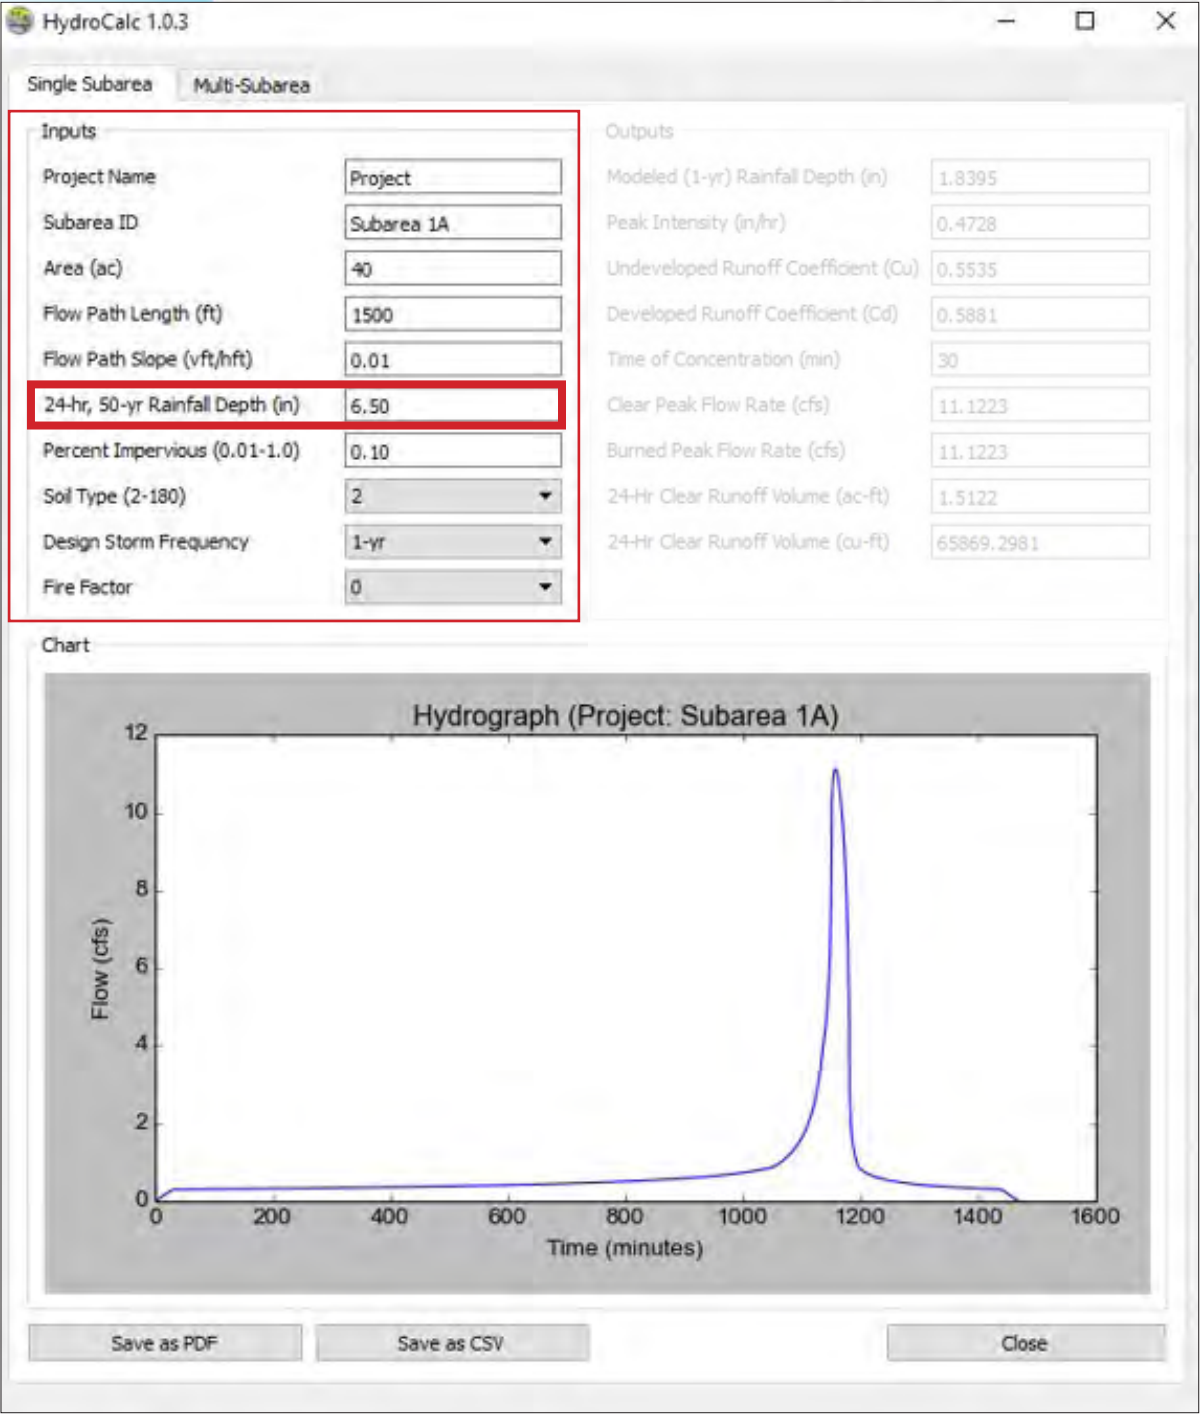 HydroCalc 1.0.3
Single Subarea Multi-Subarea
Inputs
Project Name Project
Subarea ID Subarea 1A
Area (ac) 40
Flow Path Length (ft) 1500
Flow Path Slope (vft/hft) 0.01
24-hr, 50-yr Rainfall Depth (in) 6.50
Percent Impervious (0.01-1.0) 0.10
Soil Type (2-180) 2
Design Storm Frequency 1-yr
Fire Factor 0
Outputs
Modeled (1-yr) Rainfall Depth (in) 1.8395
Peak Intensity (in/hr) 0.4728
Undeveloped Runoff Coefficient (Cu) 0.5535
Developed Runoff Coefficient (Cd) 0.5881
Time of Concentration (min) 30
Clear Peak Flow Rate (cfs) 11.1223
Burned Peak Flow Rate (cfs) 11.1223
24-Hr Clear Runoff Volume (ac-ft) 1.5122
24-Hr Clear Runoff Volume (cu-ft) 65869.2981
Chart
Hydrograph (Project: Subarea 1A)
12
10
8
6
4
2
0
Flow (cfs)
0 200 400 600 800 1000 1200 1400 1600
Time (minutes)
Save as PDF Save as CSV Close